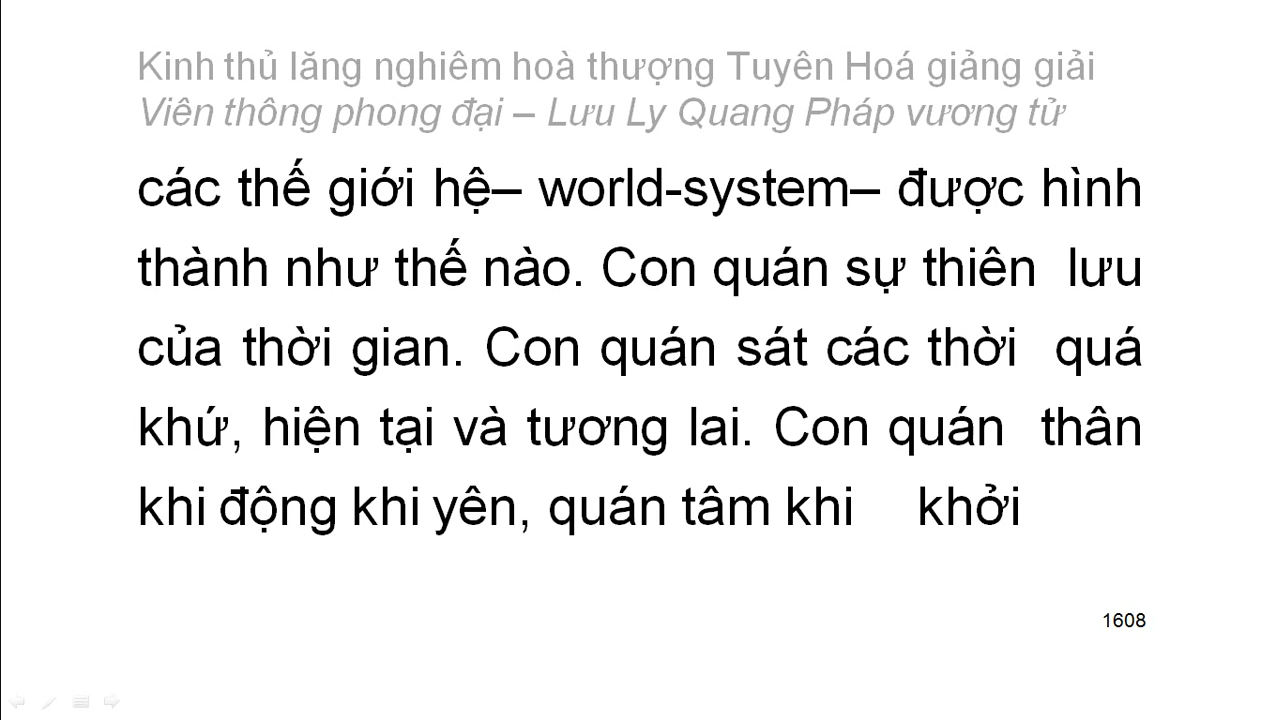 Kinh thủ lăng nghiêm hoà thượng Tuyên Hoá giảng giải
Viên thông phong đại – Lưu Ly Quang Pháp vương tử
các thế giới hệ– world-system– được hình
thành như thế nào. Con quán sự thiên lưu
của thời gian. Con quán sát các thời quá
khứ, hiện tại và tương lai. Con quán thân
khi động khi yên, quán tâm khi khởi
1608